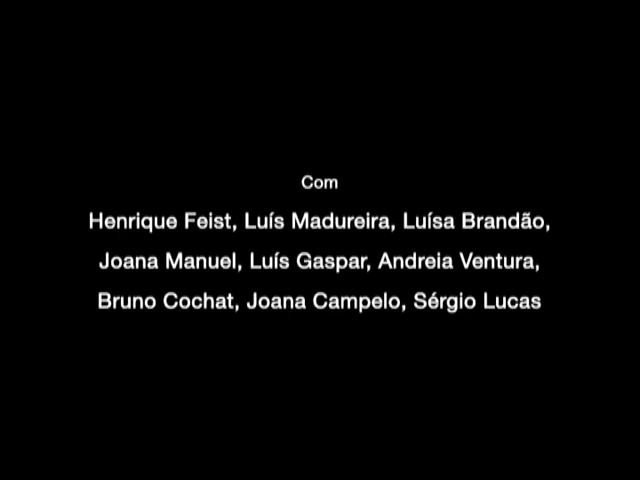 Com
Henrique Feist, Luís Madureira, Luísa Brandão,
Joana Manuel, Luís Gaspar, Andreia Ventura,
Bruno Cochat, Joana Campelo, Sérgio Lucas